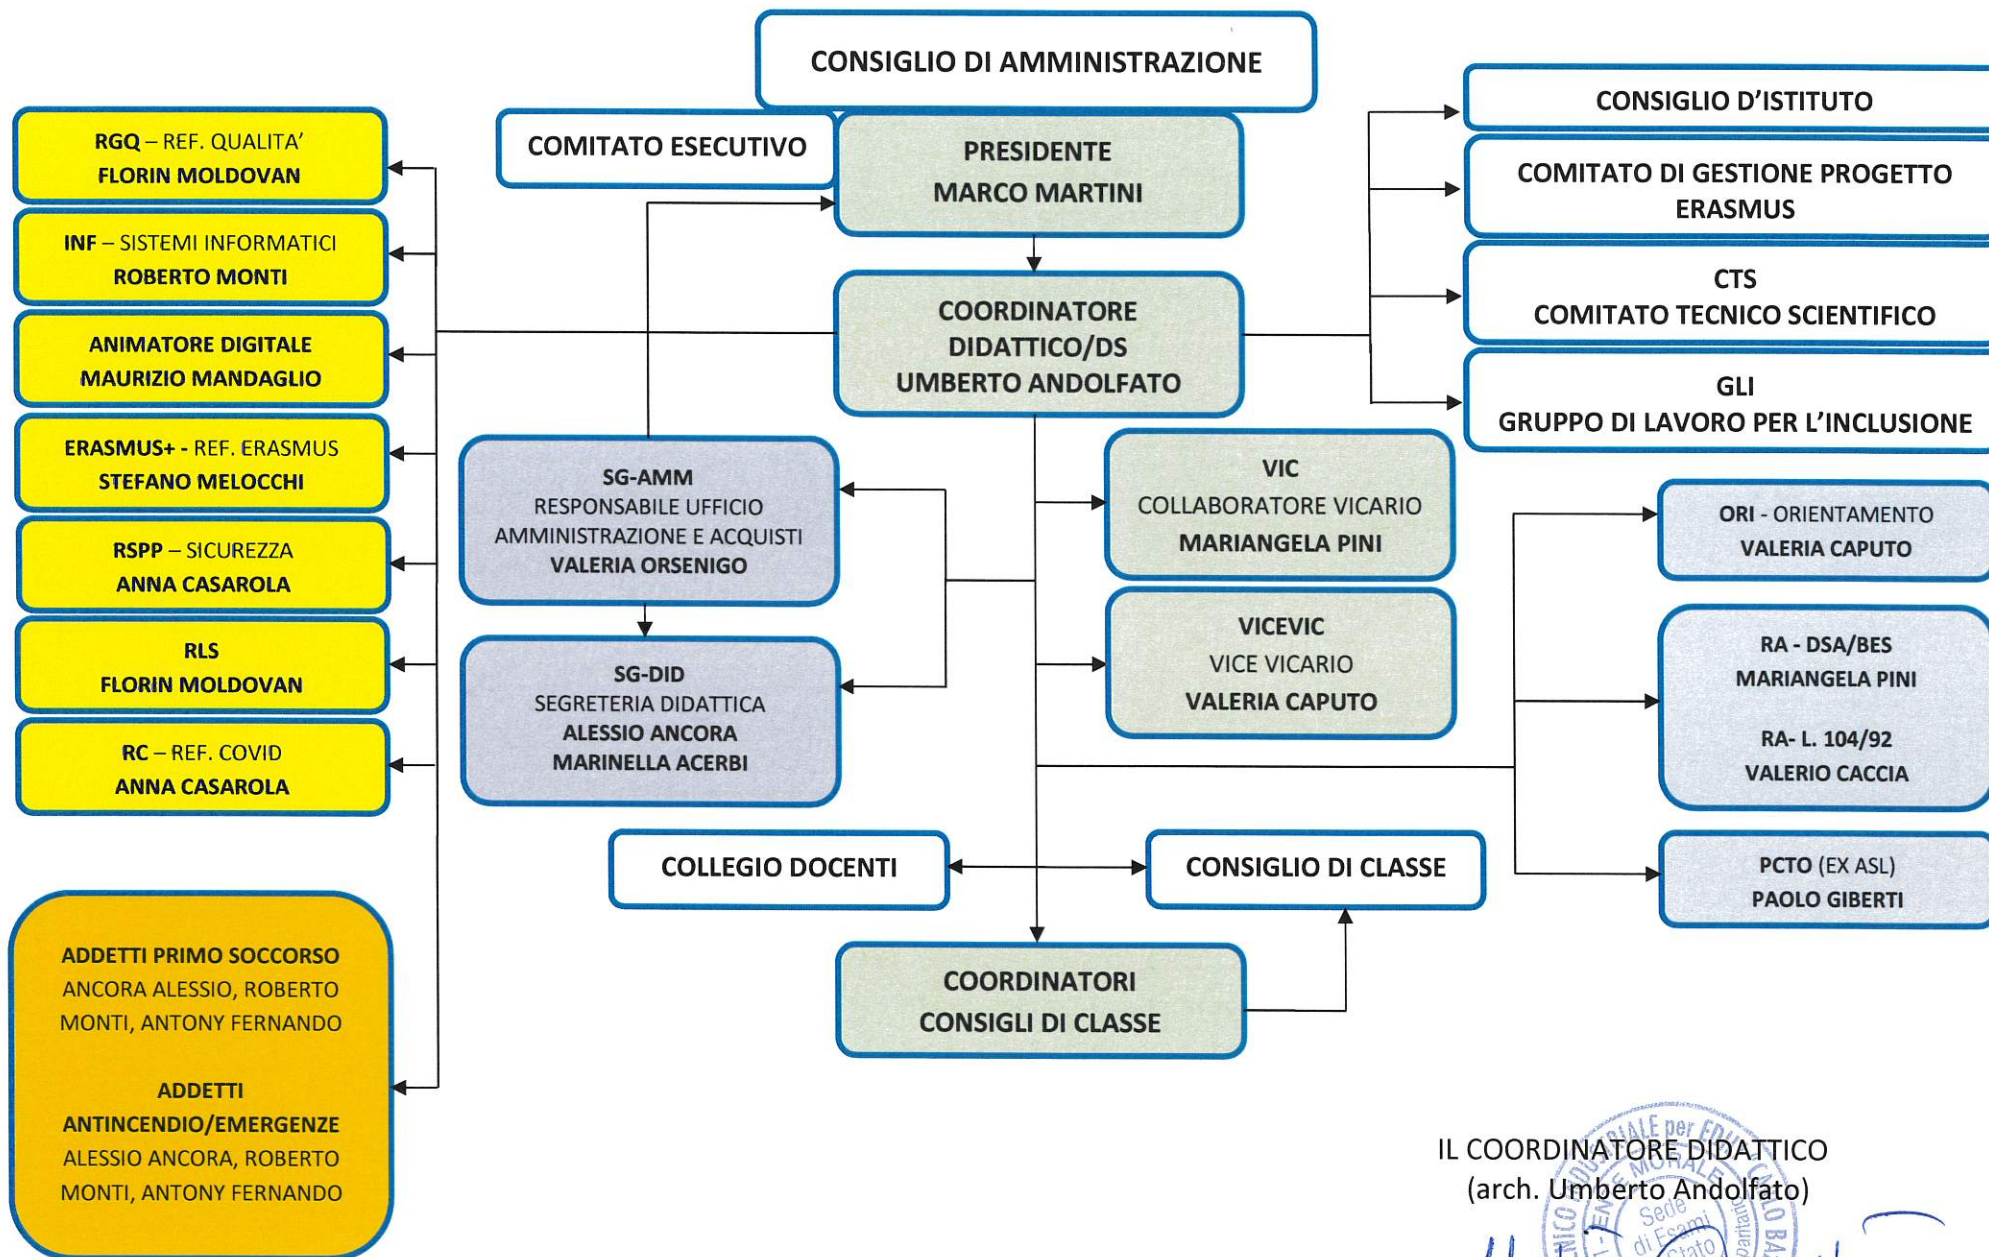 CONSIGLIO DI AMMINISTRAZIONE
COMITATO ESECUTIVO
PRESIDENTE
MARCO MARTINI
COORDINATORE
DIDATTICO/DS
UMBERTO ANDOLFATO
RGQ – REF. QUALITA’
FLORIN MOLDOVAN
INF – SISTEMI INFORMATICI
ROBERTO MONTI
ANIMATORE DIGITALE
MAURIZIO MANDAGLIO
ERASMUS+ - REF. ERASMUS
STEFANO MELOCCHI
RSPP – SICUREZZA
ANNA CASAROLA
RLS
FLORIN MOLDOVAN
RC – REF. COVID
ANNA CASAROLA
ADDETTI PRIMO SOCCORSO
ANCORA ALESSIO, ROBERTO
MONTI, ANTONY FERNANDO
ADDETTI
ANTINCENDIO/EMERGENZE
ALESSIO ANCORA, ROBERTO
MONTI, ANTONY FERNANDO
SG-AMM
RESPONSABILE UFFICIO
AMMINISTRAZIONE E ACQUISTI
VALERIA ORSENIGO
SG-DID
SEGRETERIA DIDATTICA
ALESSIO ANCORA
MARINELLA ACERBI
VIC
COLLABORATORE VICARIO
MARIANGELA PINI
VICEVIC
VICE VICARIO
VALERIA CAPUTO
COLLEGIO DOCENTI
CONSIGLIO DI CLASSE
COORDINATORI
CONSIGLI DI CLASSE
CONSIGLIO D’ISTITUTO
COMITATO DI GESTIONE PROGETTO
ERASMUS
CTS
COMITATO TECNICO SCIENTIFICO
GLI
GRUPPO DI LAVORO PER L’INCLUSIONE
ORI - ORIENTAMENTO
VALERIA CAPUTO
RA - DSA/BES
MARIANGELA PINI
RA- L. 104/92
VALERIO CACCIA
PCTO (EX ASL)
PAOLO GIBERTI
IL COORDINATORE DIDATTICO
(arch. Umberto Andolfato)
ENTE MORALE
Sede
di Esami
Stato